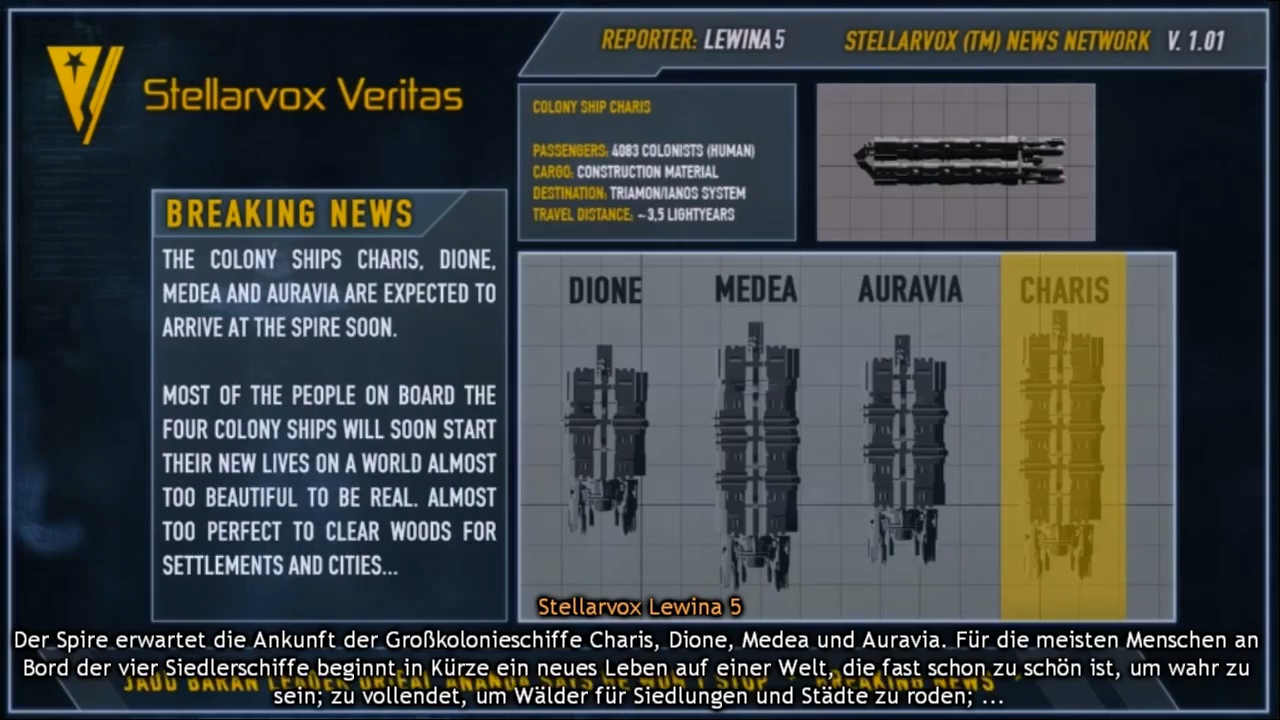 REPORTER: LEWINA 5
STELLARVOX (TM) NEWS NETWORK V. 1.01
Stellarvox Veritas
COLONY SHIP CHARIS
PASSENGERS: 4083 COLONISTS (HUMAN)
CARGO: CONSTRUCTION MATERIAL
DESTINATION: TRIAMON/IANOS SYSTEM
TRAVEL DISTANCE: ~3,5 LIGHTYEARS
BREAKING NEWS
THE COLONY SHIPS CHARIS, DIONE,
MEDEA AND AURAVIA ARE EXPECTED TO
ARRIVE AT THE SPIRE SOON.
MOST OF THE PEOPLE ON BOARD THE
FOUR COLONY SHIPS WILL SOON START
THEIR NEW LIVES ON A WORLD ALMOST
TOO BEAUTIFUL TO BE REAL. ALMOST
TOO PERFECT TO CLEAR WOODS FOR
SETTLEMENTS AND CITIES...
DIONE
MEDEA
AURAVIA
CHARIS
Stellarvox Lewina 5
Der Spire erwartet die Ankunft der Großkolonieschiffe Charis, Dione, Medea und Auravia. Für die meisten Menschen an
Bord der vier Siedlerschiffe beginnt in Kürze ein neues Leben auf einer Welt, die fast schon zu schön ist, um wahr zu
sein; zu vollendet, um Wälder für Siedlungen und Städte zu roden; ...
BREAKING NEWS